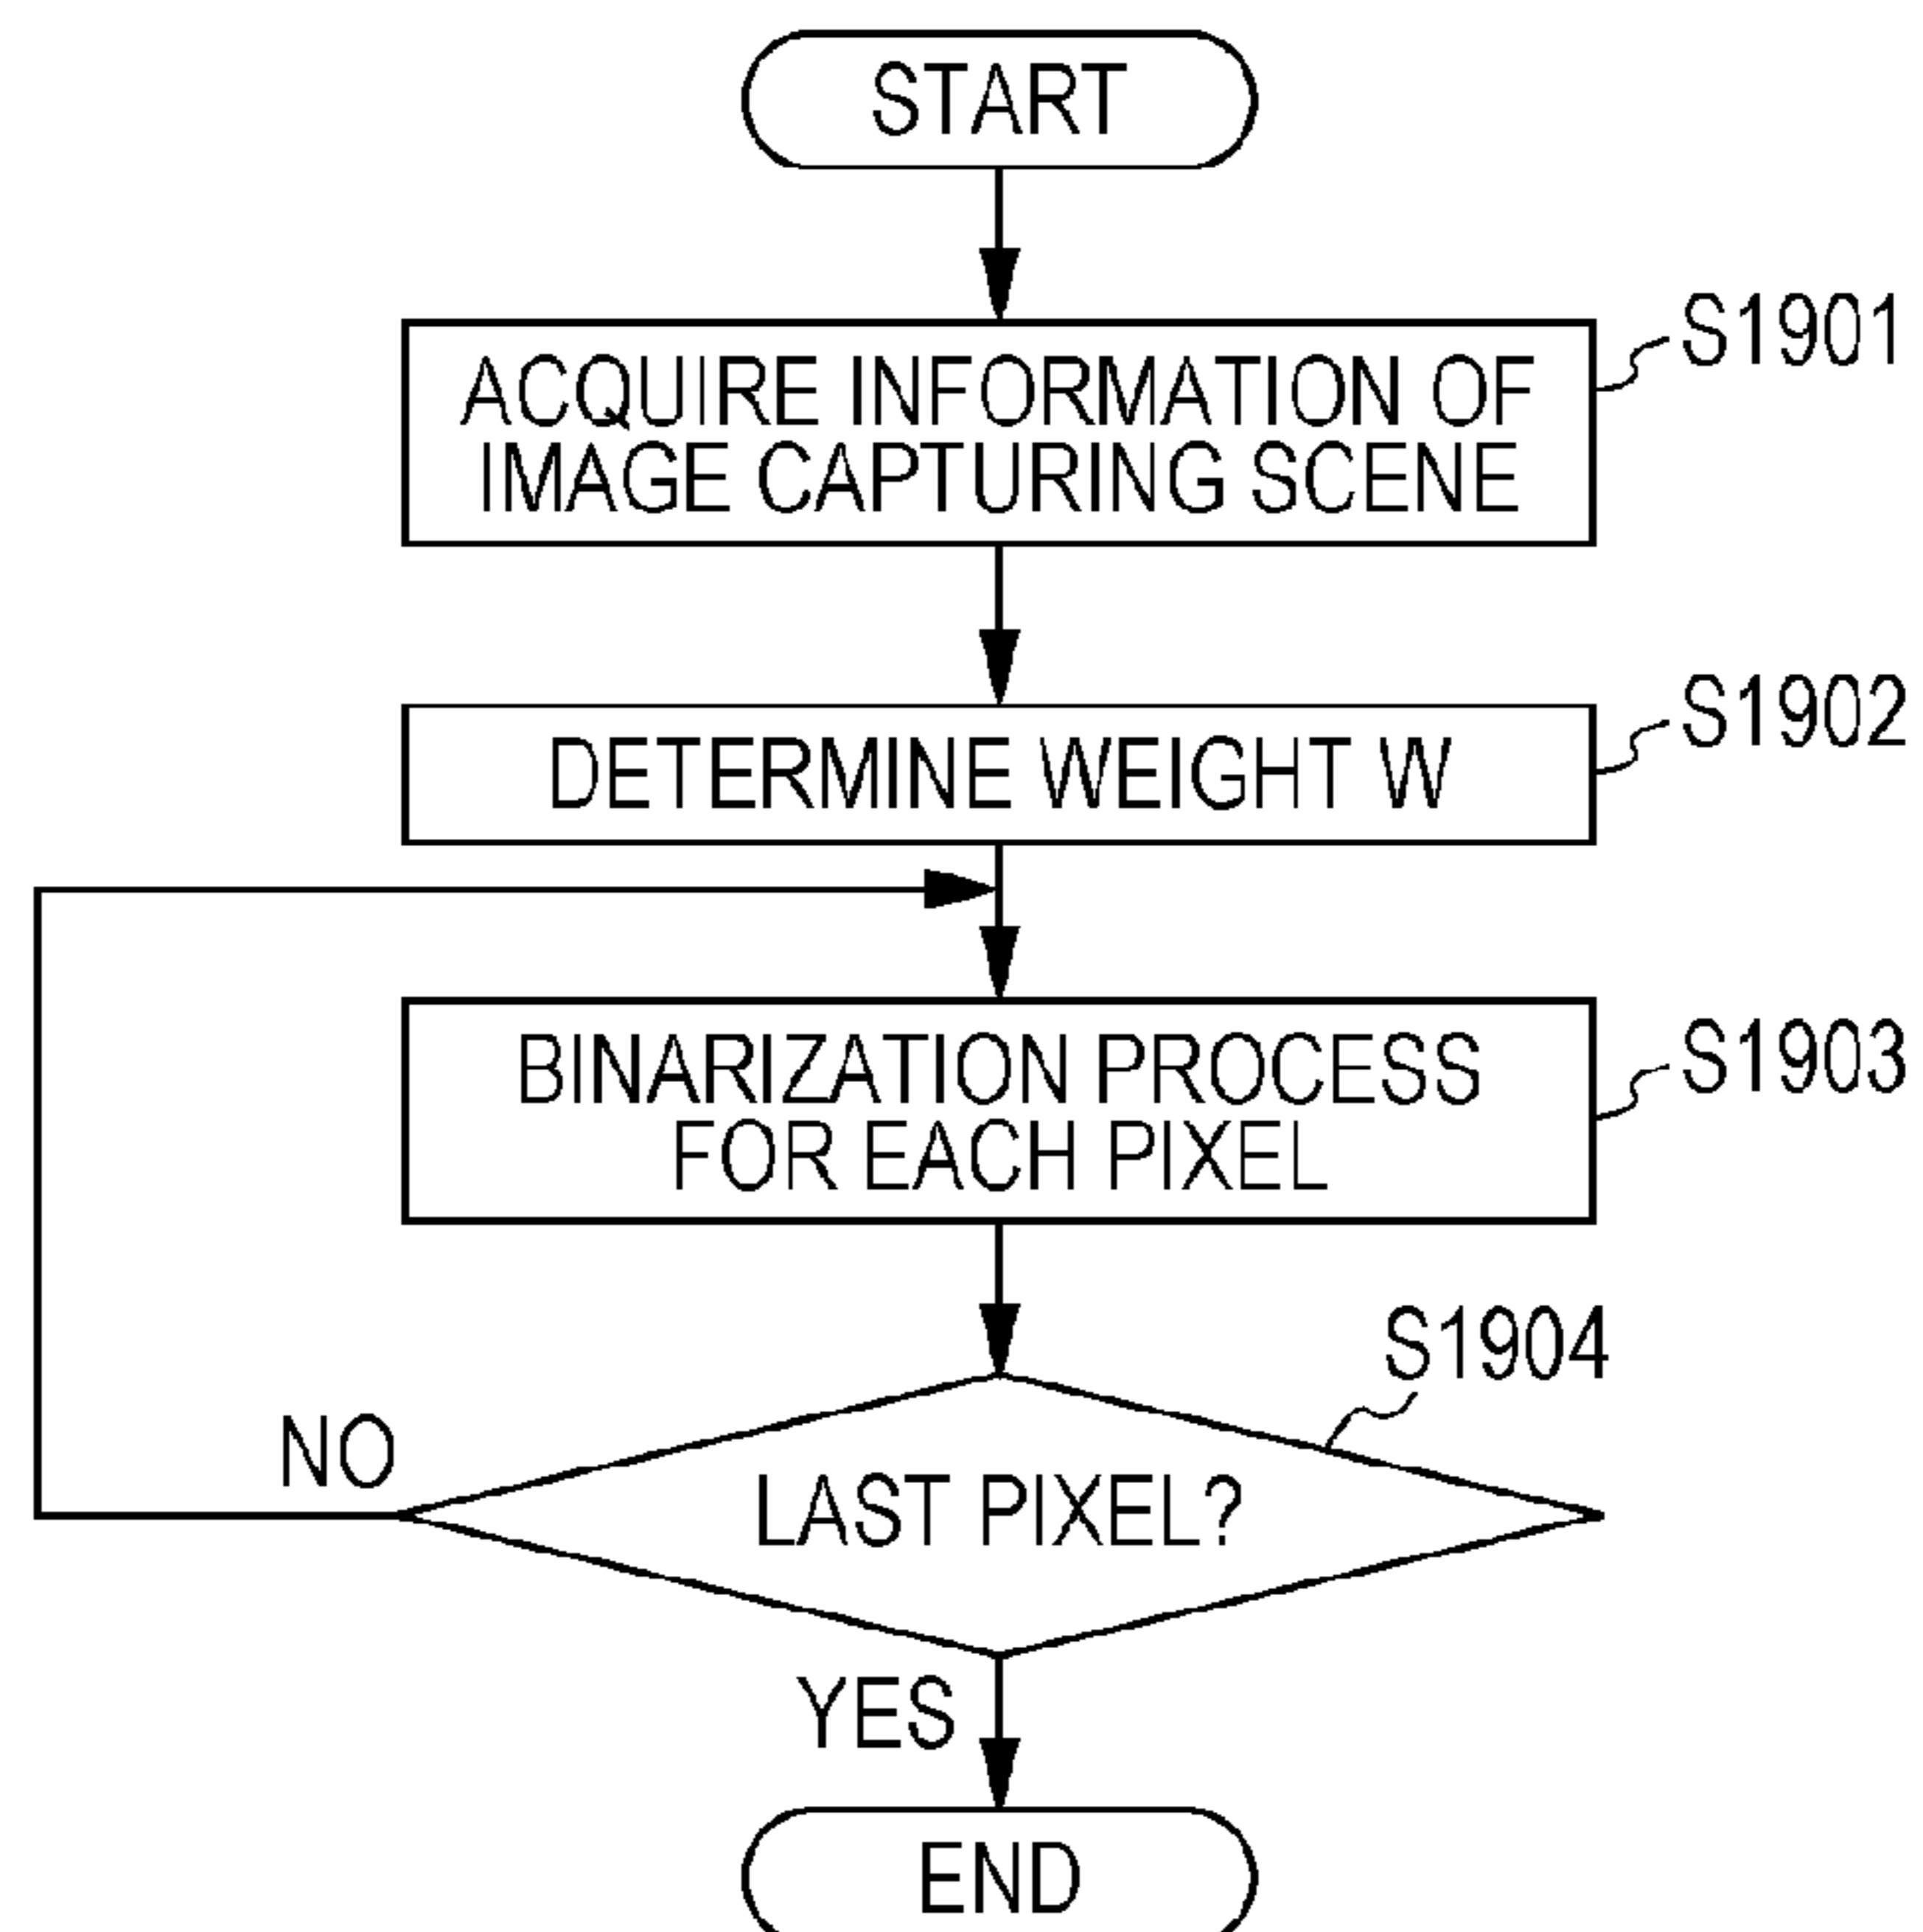 START
S1901
ACQUIRE INFORMATION OF
IMAGE CAPTURING SCENE
S1902
DETERMINE WEIGHT W
S1903
BINARIZATION PROCESS
FOR EACH PIXEL
S1904
NO
LAST PIXEL?
YES
END